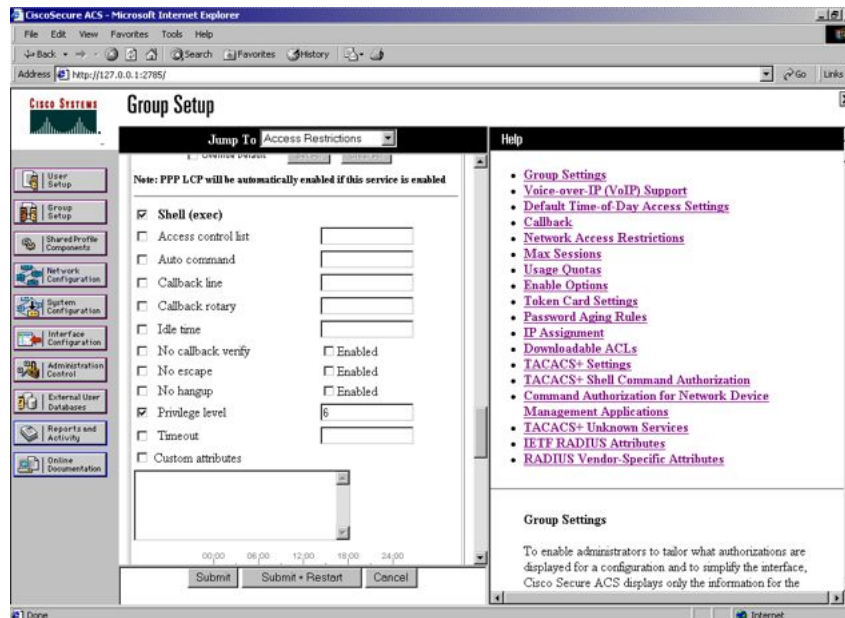 CiscoSecure ACS - Microsoft Internet Explorer
File Edit View Favorites Tools Help
Back Search Favorites History
Address http://127.0.0.1:2785/ Go Links
CISCO SYSTEMS
Group Setup
Jump To Access Restrictions
User Setup
Group Setup
Shared Profile Components
Network Configuration
System Configuration
Interface Configuration
Administration Control
External User Databases
Reports and Activity
Online Documentation
Note: PPP LCP will be automatically enabled if this service is enabled
Shell (exec)
Access control list
Auto command
Callback line
Callback rotary
Idle time
No callback verify Enabled
No escape Enabled
No hangup Enabled
Privilege level 6
Timeout
Custom attributes
00:00 06:00 12:00 18:00 24:00
Submit Submit + Restart Cancel
Help
Group Settings
Voice-over-IP (VoIP) Support
Default Time-of-Day Access Settings
Callback
Network Access Restrictions
Max Sessions
Usage Quotas
Enable Options
Token Card Settings
Password Aging Rules
IP Assignment
Downloadable ACLs
TACACS+ Settings
TACACS+ Shell Command Authorization
Command Authorization for Network Device
Management Applications
TACACS+ Unknown Services
IETF RADIUS Attributes
RADIUS Vendor-Specific Attributes
Group Settings
To enable administrators to tailor what authorizations are
displayed for a configuration and to simplify the interface,
Cisco Secure ACS displays only the information for the
Done Internet